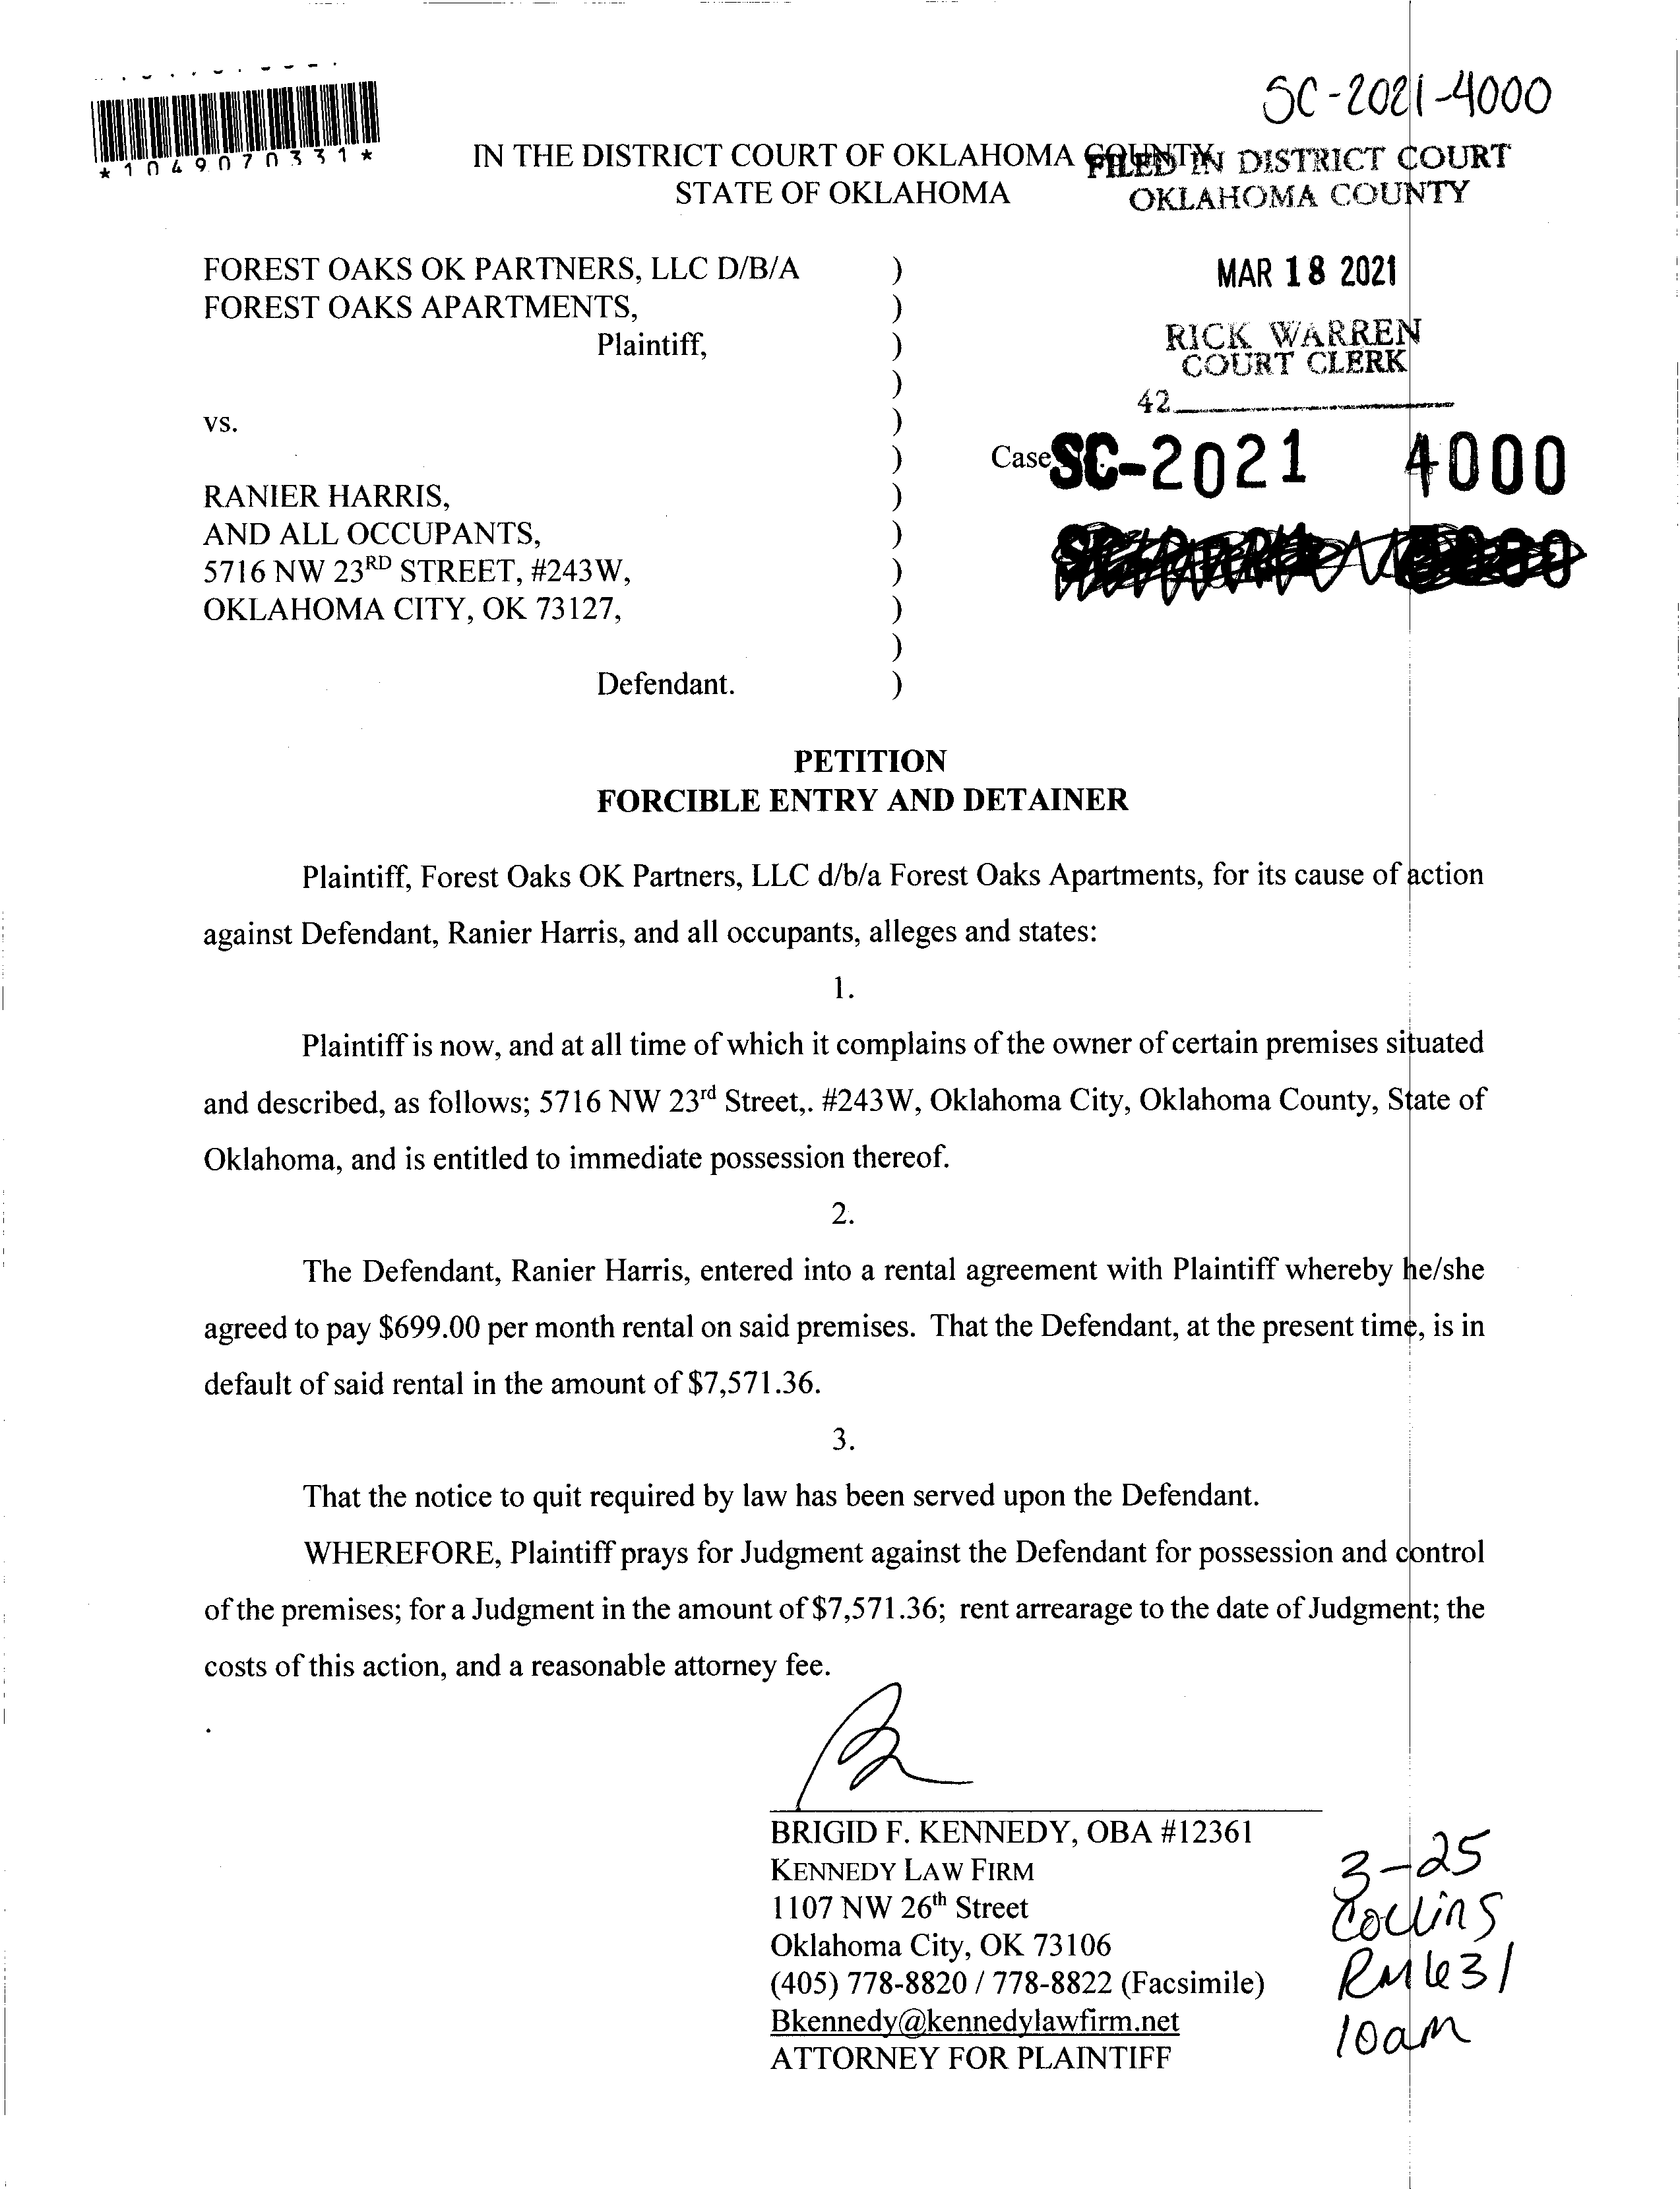 SC-2021-4000
*1049070331*
IN THE DISTRICT COURT OF OKLAHOMA COUNTY
STATE OF OKLAHOMA
FILED IN DISTRICT COURT
OKLAHOMA COUNTY
MAR 18 2021
RICK WARREN
COURT CLERK
42
FOREST OAKS OK PARTNERS, LLC D/B/A )
FOREST OAKS APARTMENTS, )
Plaintiff, )
)
vs. )
Case SC-2021 4000
)
RANIER HARRIS, )
AND ALL OCCUPANTS, )
5716 NW 23RD STREET, #243W, )
OKLAHOMA CITY, OK 73127, )
)
Defendant. )
PETITION
FORCIBLE ENTRY AND DETAINER
Plaintiff, Forest Oaks OK Partners, LLC d/b/a Forest Oaks Apartments, for its cause of action
against Defendant, Ranier Harris, and all occupants, alleges and states:
1.
Plaintiff is now, and at all time of which it complains of the owner of certain premises situated
and described, as follows; 5716 NW 23rd Street,. #243W, Oklahoma City, Oklahoma County, State of
Oklahoma, and is entitled to immediate possession thereof.
2.
The Defendant, Ranier Harris, entered into a rental agreement with Plaintiff whereby he/she
agreed to pay $699.00 per month rental on said premises. That the Defendant, at the present time, is in
default of said rental in the amount of $7,571.36.
3.
That the notice to quit required by law has been served upon the Defendant.
WHEREFORE, Plaintiff prays for Judgment against the Defendant for possession and control
of the premises; for a Judgment in the amount of $7,571.36; rent arrearage to the date of Judgment; the
costs of this action, and a reasonable attorney fee.
BRIGID F. KENNEDY, OBA #12361
KENNEDY LAW FIRM
1107 NW 26th Street
Oklahoma City, OK 73106
(405) 778-8820 / 778-8822 (Facsimile)
Bkennedy@kennedylawfirm.net
ATTORNEY FOR PLAINTIFF
3-25
Collins
RM 631
10am